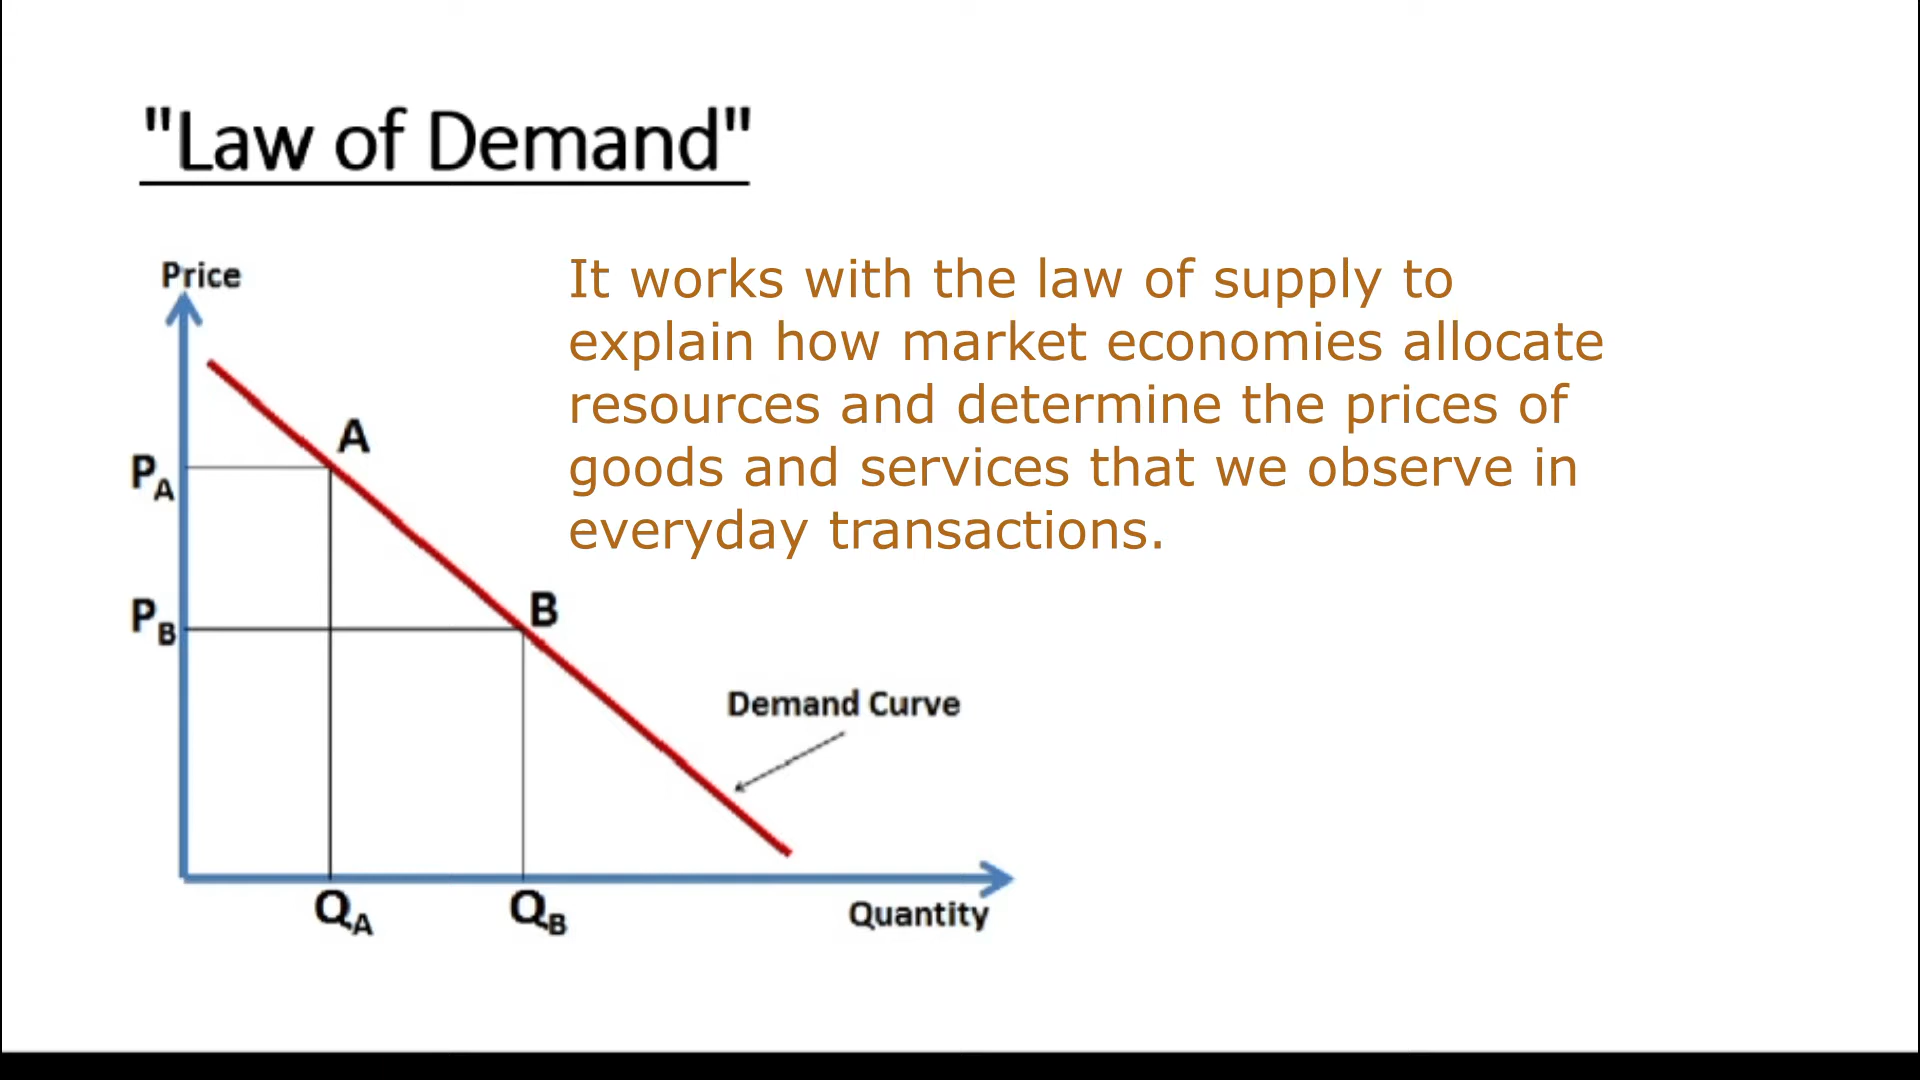 "Law of Demand"
Price
It works with the law of supply to
explain how market economies allocate
resources and determine the prices of
goods and services that we observe in
everyday transactions.
A
PA
B
PB
Demand Curve
QA
QB
Quantity